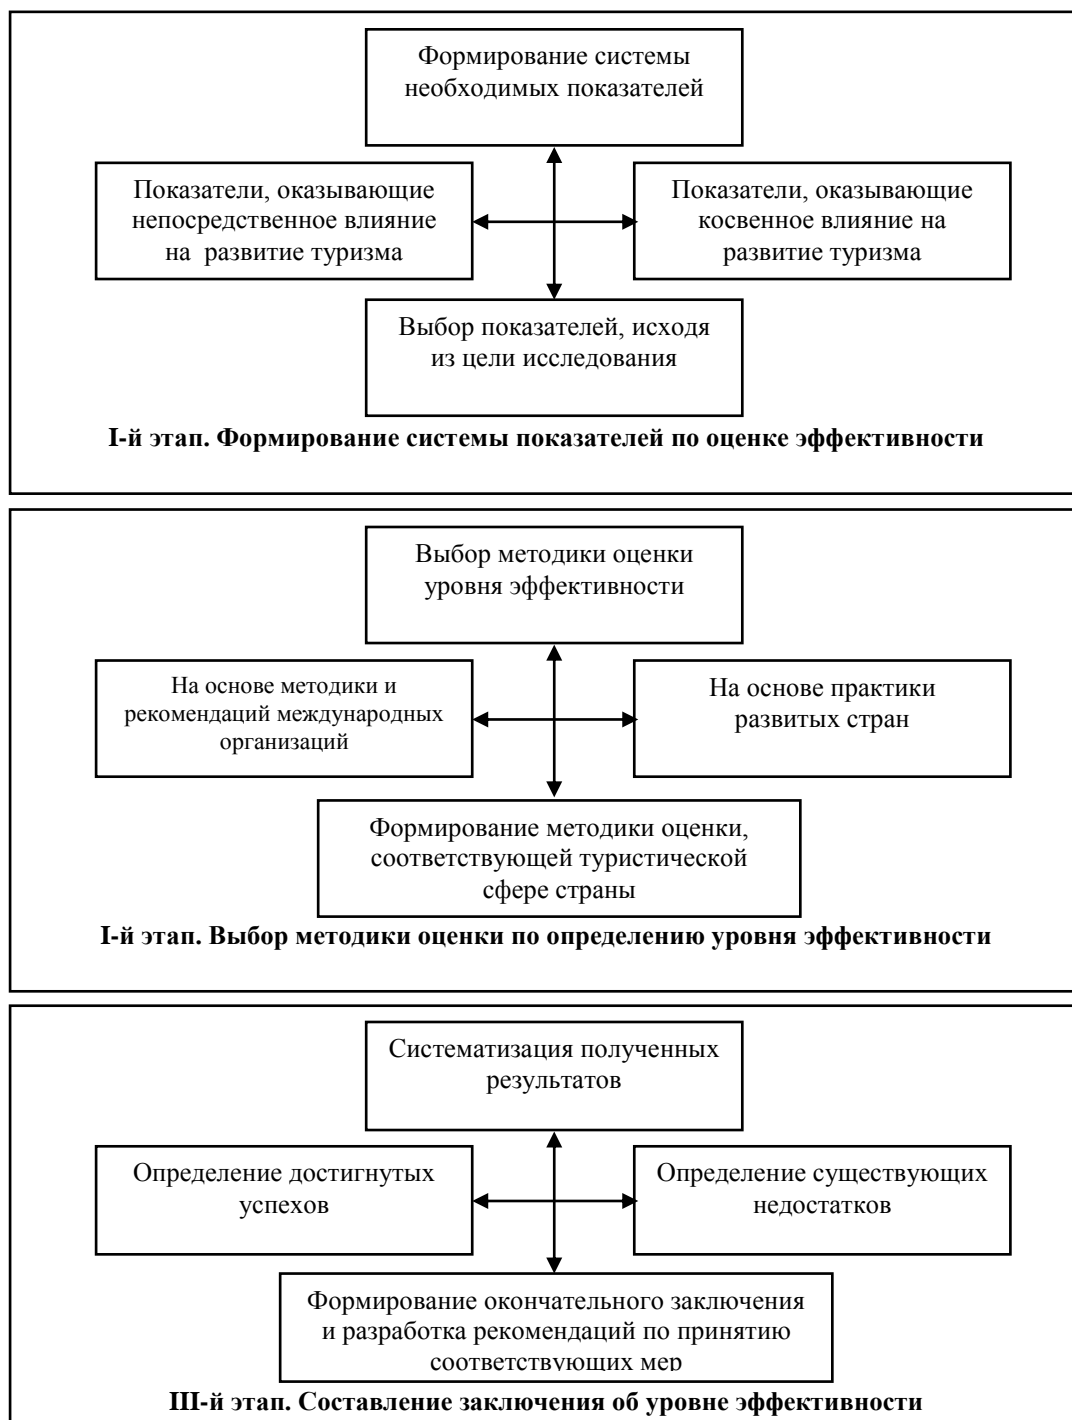 Формирование системы
необходимых показателей
Показатели, оказывающие
непосредственное влияние
на развитие туризма
Показатели, оказывающие
косвенное влияние на
развитие туризма
Выбор показателей, исходя
из цели исследования
I-й этап. Формирование системы показателей по оценке эффективности
Выбор методики оценки
уровня эффективности
На основе методики и
рекомендаций международных
организаций
На основе практики
развитых стран
Формирование методики оценки,
соответствующей туристической
сфере страны
I-й этап. Выбор методики оценки по определению уровня эффективности
Систематизация полученных
результатов
Определение достигнутых
успехов
Определение существующих
недостатков
Формирование окончательного заключения
и разработка рекомендаций по принятию
соответствующих мер
III-й этап. Составление заключения об уровне эффективности